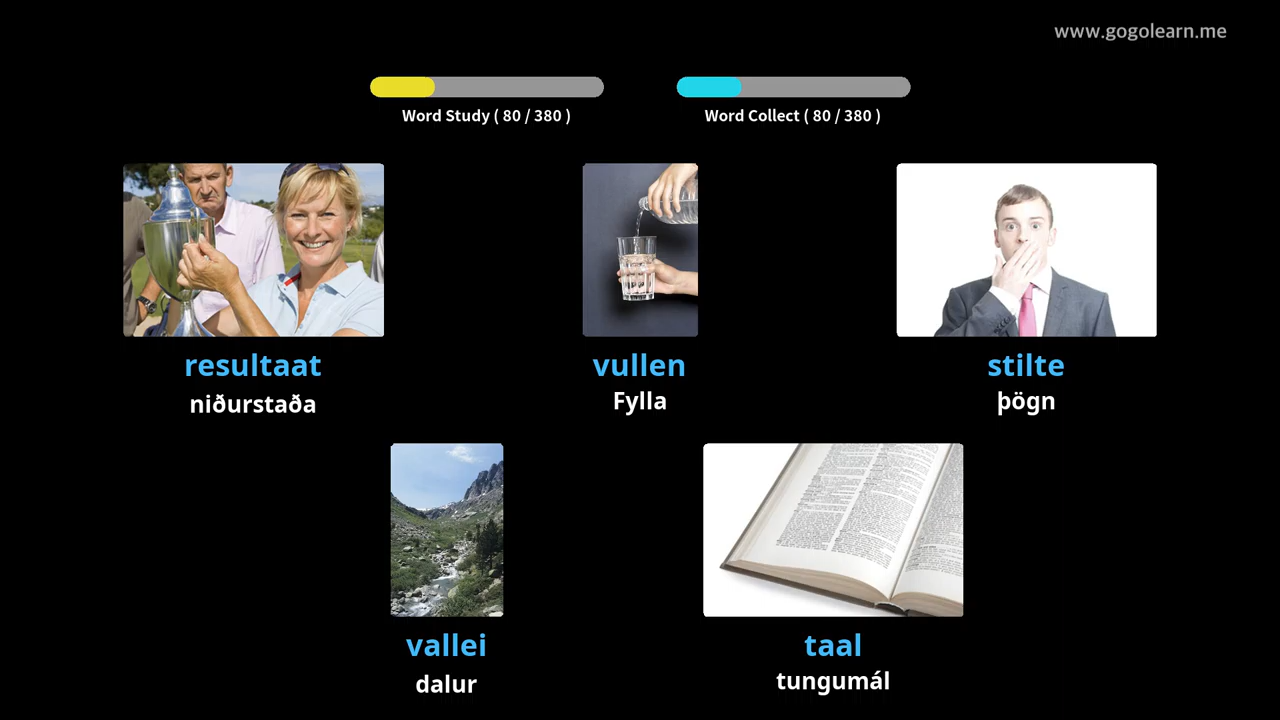 www.gogolearn.me
Word Study ( 80 / 380 )
Word Collect ( 80 / 380 )
resultaat
niðurstaða
vullen
Fylla
stilte
þögn
vallei
dalur
taal
tungumál